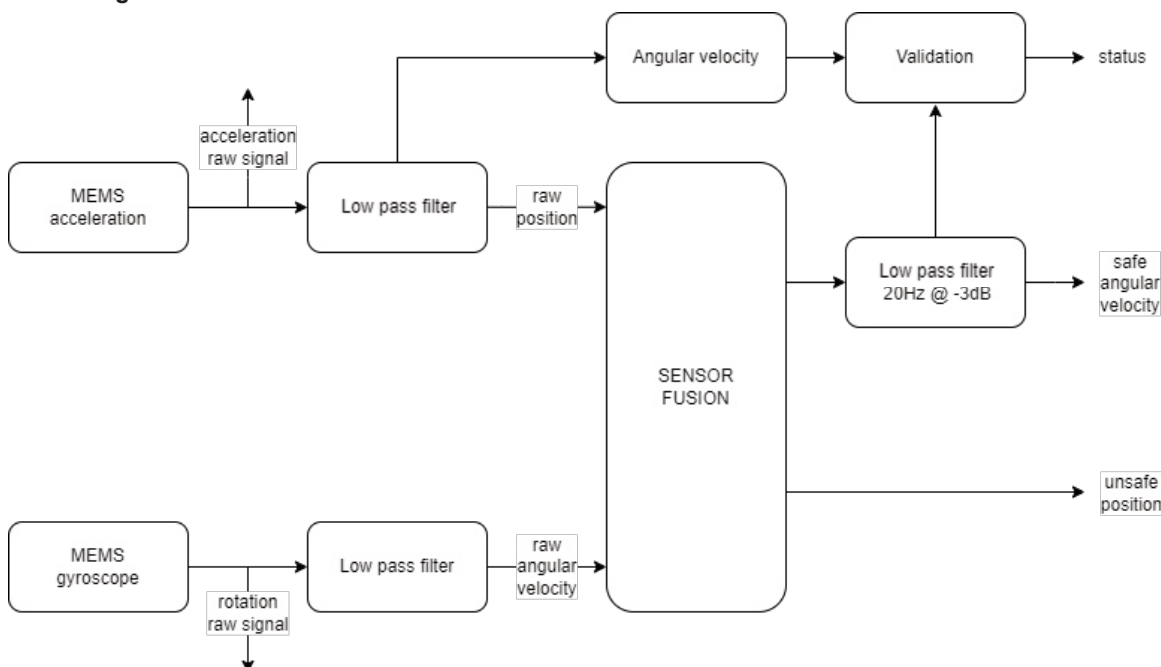 Angular velocity
Validation
status
acceleration
raw signal
MEMS
acceleration
Low pass filter
raw
position
Low pass filter
20Hz @ -3dB
safe
angular
velocity
SENSOR
FUSION
unsafe
position
MEMS
gyroscope
Low pass filter
raw
angular
velocity
rotation
raw signal